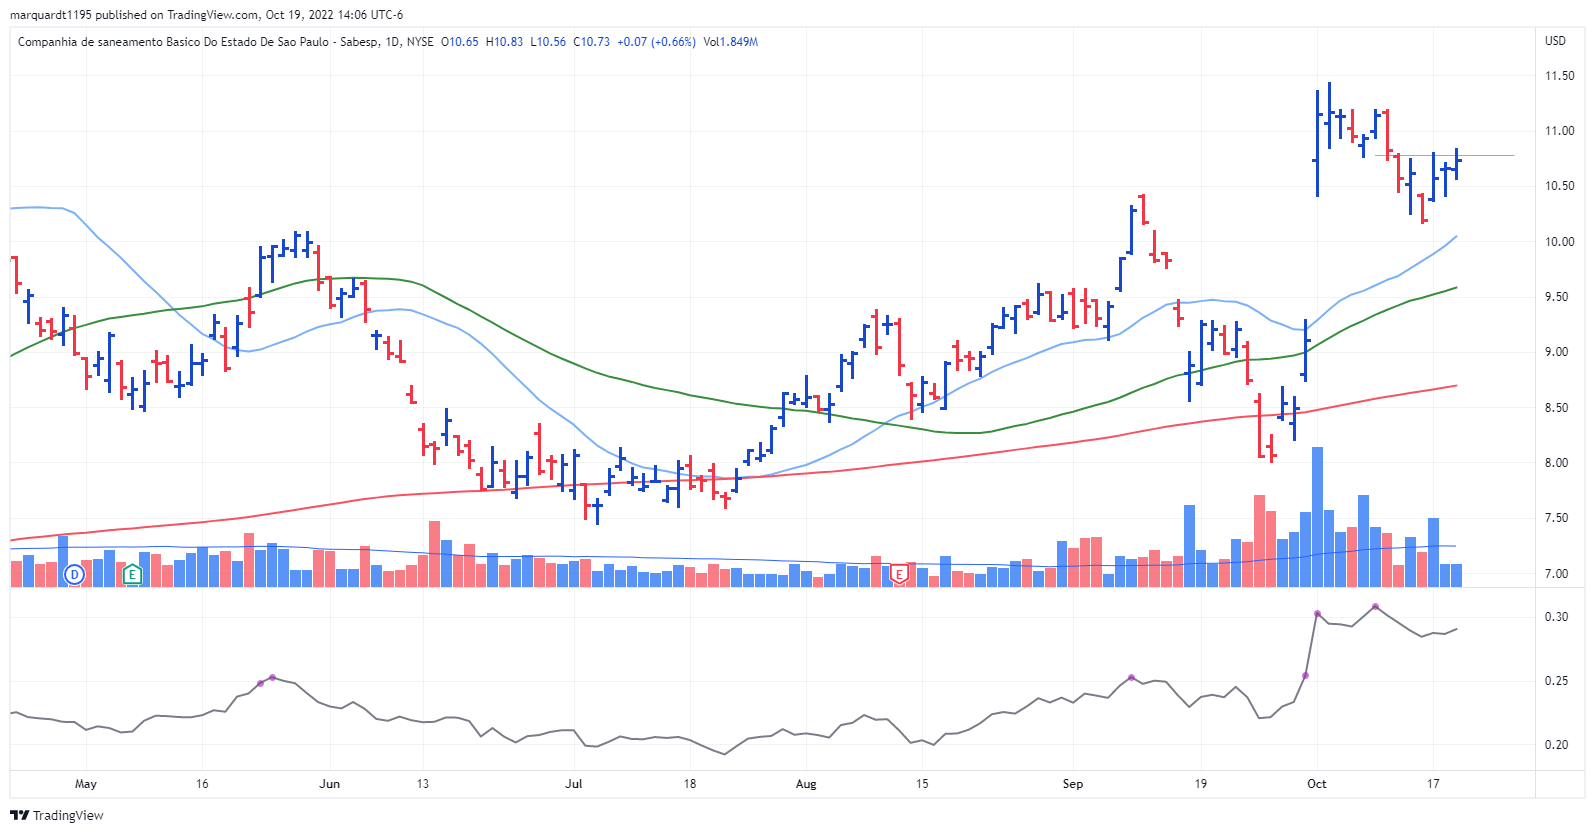 marquardt1195 published on TradingView.com, Oct 19, 2022 14:06 UTC-6
Companhia de saneamento Basico Do Estado De Sao Paulo - Sabesp, 1D, NYSE O10.65 H10.83 L10.56 C10.73 +0.07 (+0.66%) Vol1.849M
USD
11.50
11.00
10.50
10.00
9.50
9.00
8.50
8.00
7.50
7.00
D
E
E
0.30
0.25
0.20
May 16 Jun 13 Jul 18 Aug 15 Sep 19 Oct 17
TradingView